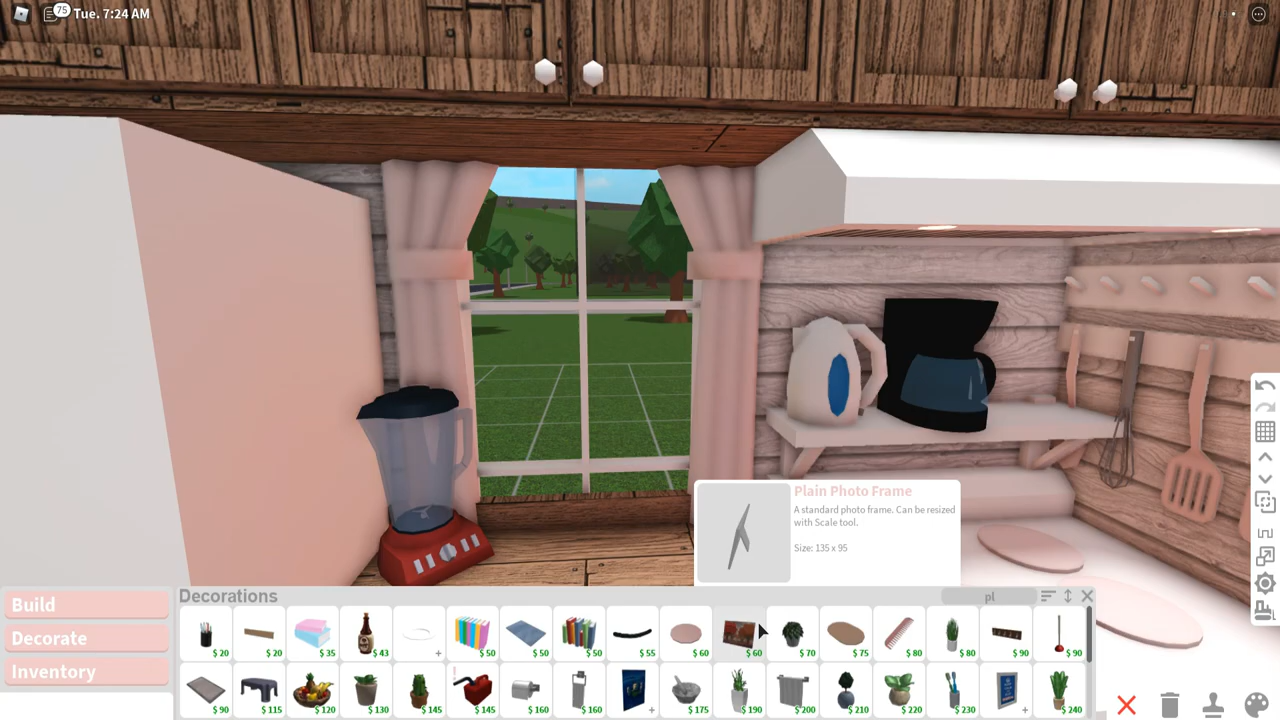 75 Tue. 7:24 AM
Plain Photo Frame
A standard photo frame. Can be resized
with Scale tool.
Size: 135 x 95
Build
Decorate
Inventory
Decorations
pl
$ 20 $ 20 $ 35 $ 43 + $ 50 $ 50 $ 50 $ 55 $ 60 $ 60 $ 70 $ 75 $ 80 $ 80 $ 90 $ 90
$ 90 $ 115 $ 120 $ 130 $ 145 $ 145 $ 160 $ 160 + $ 175 $ 190 $ 200 $ 210 $ 220 $ 230 + $ 240